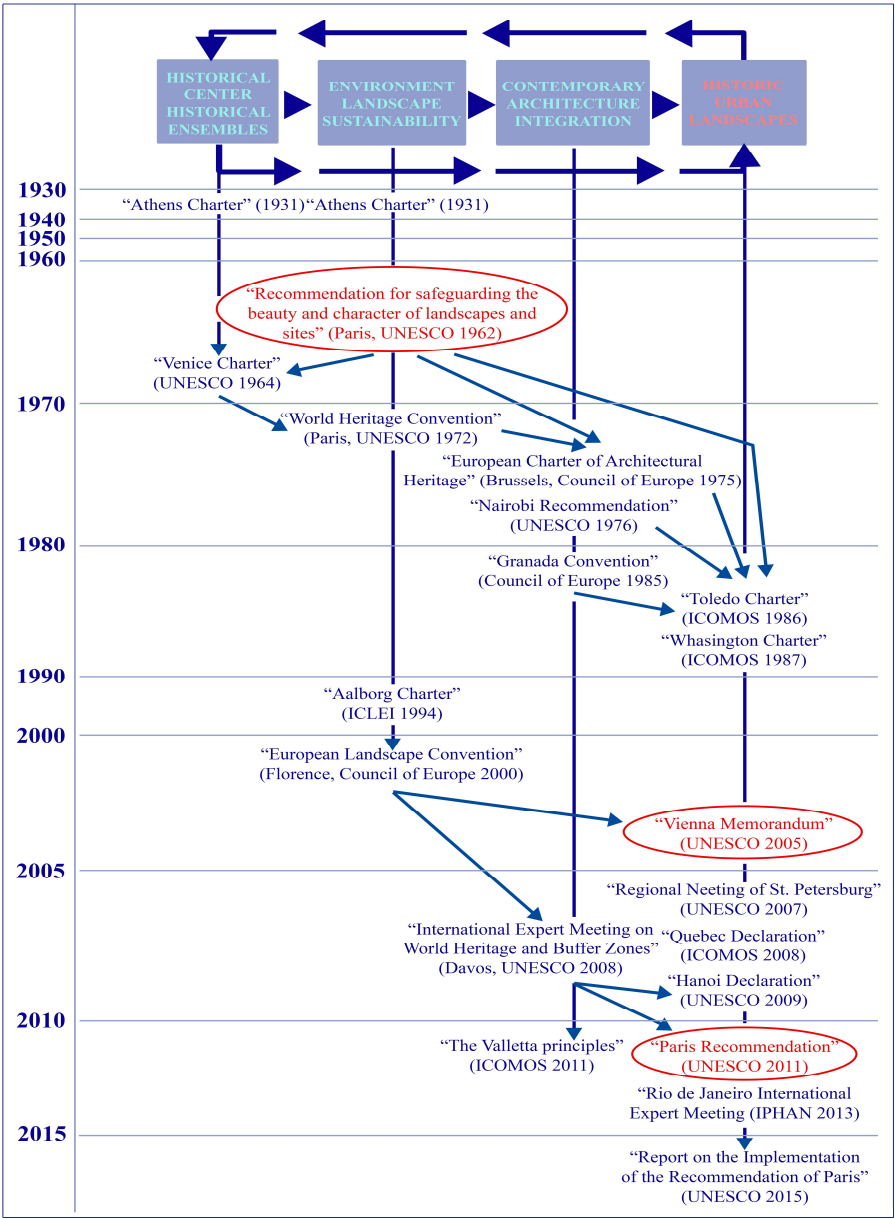 HISTORICAL
CENTER
HISTORICAL
ENSEMBLES
ENVIRONMENT
LANDSCAPE
SUSTAINABILITY
CONTEMPORARY
ARCHITECTURE
INTEGRATION
HISTORIC
URBAN
LANDSCAPES
1930
“Athens Charter” (1931)“Athens Charter” (1931)
1940
1950
1960
“Recommendation for safeguarding the
beauty and character of landscapes and
sites” (Paris, UNESCO 1962)
“Venice Charter”
(UNESCO 1964)
1970
“World Heritage Convention”
(Paris, UNESCO 1972)
“European Charter of Architectural
Heritage” (Brussels, Council of Europe 1975)
“Nairobi Recommendation”
(UNESCO 1976)
1980
“Granada Convention”
(Council of Europe 1985)
“Toledo Charter”
(ICOMOS 1986)
“Whasington Charter”
(ICOMOS 1987)
1990
“Aalborg Charter”
(ICLEI 1994)
2000
“European Landscape Convention”
(Florence, Council of Europe 2000)
“Vienna Memorandum”
(UNESCO 2005)
2005
“Regional Neeting of St. Petersburg”
(UNESCO 2007)
“International Expert Meeting on
World Heritage and Buffer Zones”
(Davos, UNESCO 2008)
“Quebec Declaration”
(ICOMOS 2008)
“Hanoi Declaration”
(UNESCO 2009)
2010
“The Valletta principles”
(ICOMOS 2011)
“Paris Recommendation”
(UNESCO 2011)
“Rio de Janeiro International
Expert Meeting (IPHAN 2013)
2015
“Report on the Implementation
of the Recommendation of Paris”
(UNESCO 2015)